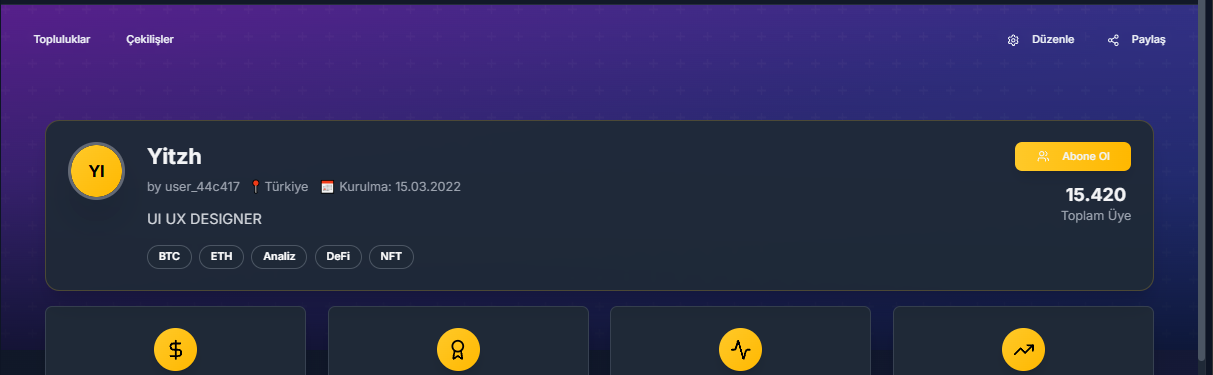 Topluluklar Çekilişler Düzenle Paylaş
YI
Yitzh
by user_44c417 Türkiye Kurulma: 15.03.2022
UI UX DESIGNER
BTC ETH Analiz DeFi NFT
Abone Ol
15.420
Toplam Üye